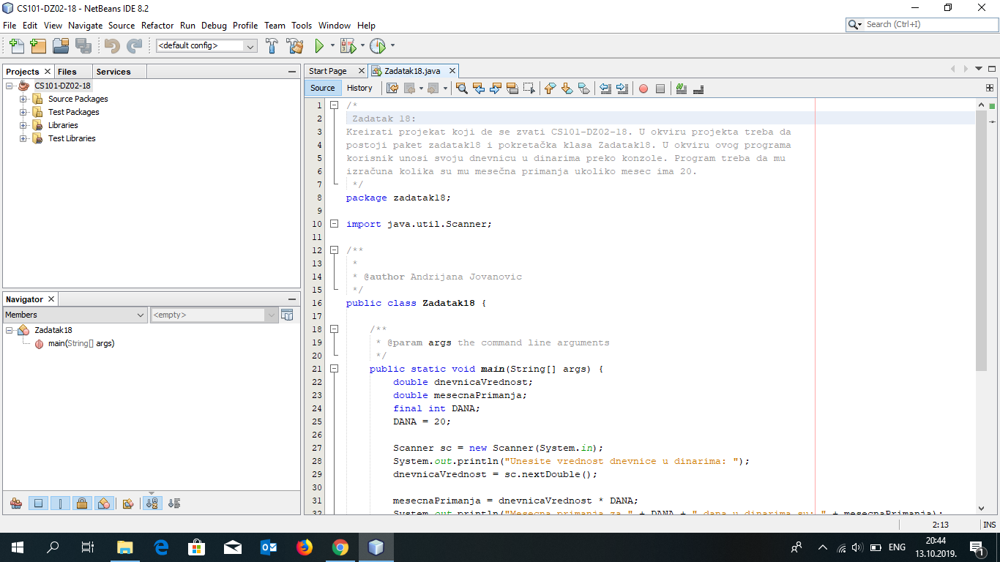 CS101-DZ02-18 - NetBeans IDE 8.2
File Edit View Navigate Source Refactor Run Debug Profile Team Tools Window Help
Search (Ctrl+I)
<default config>
Projects Files Services
CS101-DZ02-18
Source Packages
Test Packages
Libraries
Test Libraries
Navigator
Members <empty>
Zadatak18
main(String[] args)
Start Page Zadatak18.java
Source History
1 /*
2 Zadatak 18:
3 Kreirati projekat koji de se zvati CS101-DZ02-18. U okviru projekta treba da
4 postoji paket zadatak18 i pokretačka klasa Zadatak18. U okviru ovog programa
5 korisnik unosi svoju dnevnicu u dinarima preko konzole. Program treba da mu
6 izračuna kolika su mu mesečna primanja ukoliko mesec ima 20.
7 */
8 package zadatak18;
9
10 import java.util.Scanner;
11
12 /**
13 *
14 * @author Andrijana Jovanovic
15 */
16 public class Zadatak18 {
17
18 /**
19 * @param args the command line arguments
20 */
21 public static void main(String[] args) {
22 double dnevnicaVrednost;
23 double mesecnaPrimanja;
24 final int DANA;
25 DANA = 20;
26
27 Scanner sc = new Scanner(System.in);
28 System.out.println("Unesite vrednost dnevnice u dinarima: ");
29 dnevnicaVrednost = sc.nextDouble();
30
31 mesecnaPrimanja = dnevnicaVrednost * DANA;
32 System.out.println("Mesecna primanja za " + DANA + " dana u dinarima su: " + mesecnaPrimanja);
2:13 INS
ENG
20:44
13.10.2019.
1